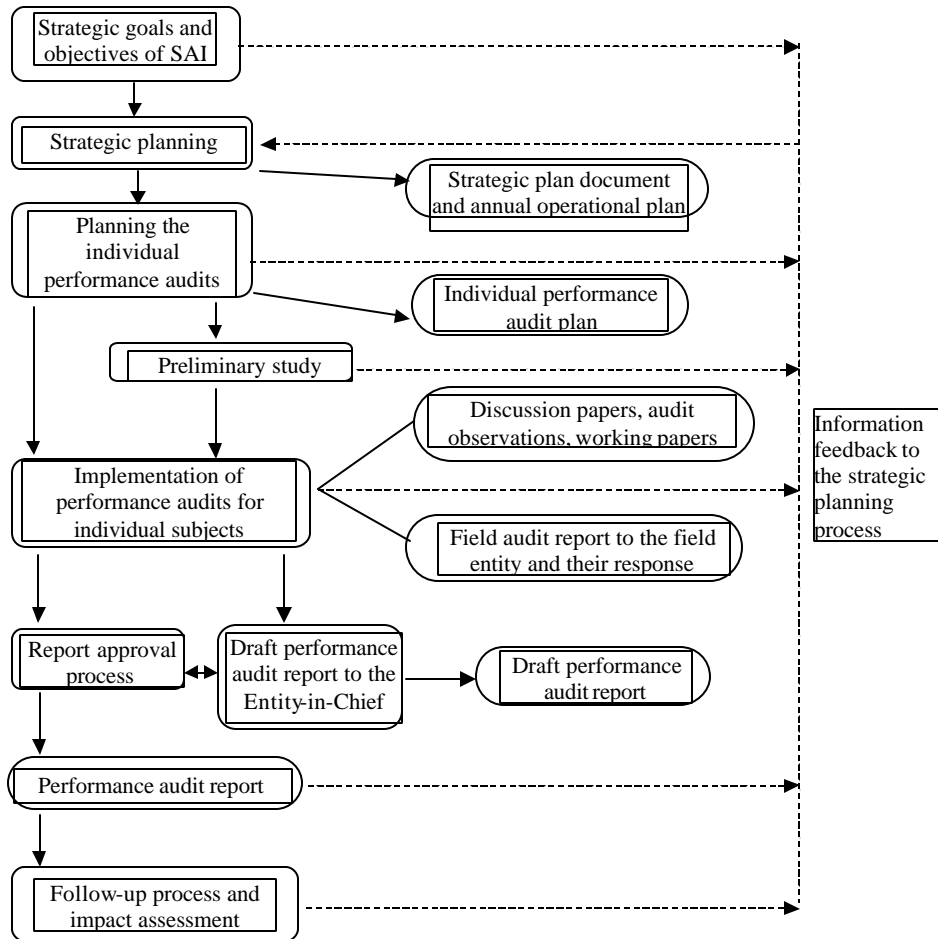 Strategic goals and
objectives of SAI
Strategic planning
Strategic plan document
and annual operational plan
Planning the
individual
performance audits
Individual performance
audit plan
Preliminary study
Discussion papers, audit
observations, working papers
Information
feedback to
the strategic
planning
process
Implementation of
performance audits for
individual subjects
Field audit report to the field
entity and their response
Report approval
process
Draft performance
audit report to the
Entity-in-Chief
Draft performance
audit report
Performance audit report
Follow-up process and
impact assessment